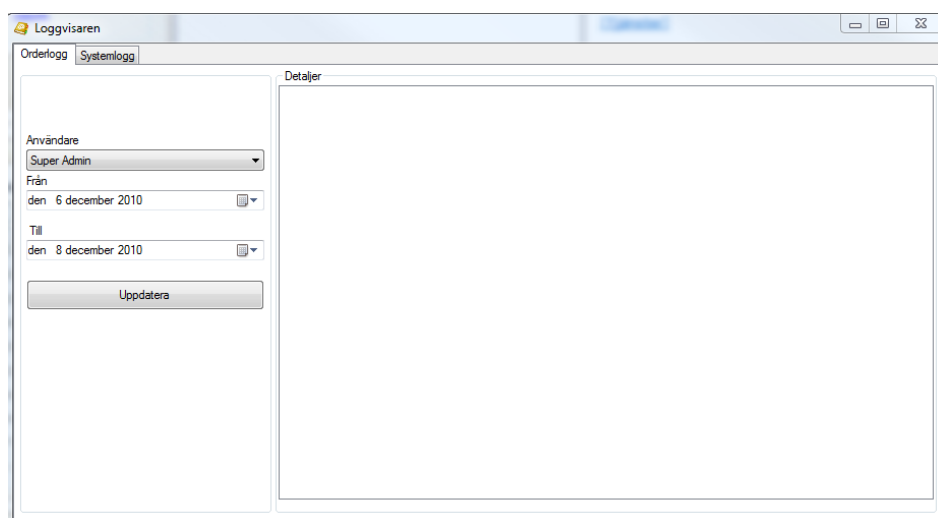 Loggvisaren
Orderlogg Systemlogg
Detaljer
Användare
Super Admin
Från
den 6 december 2010
Till
den 8 december 2010
Uppdatera